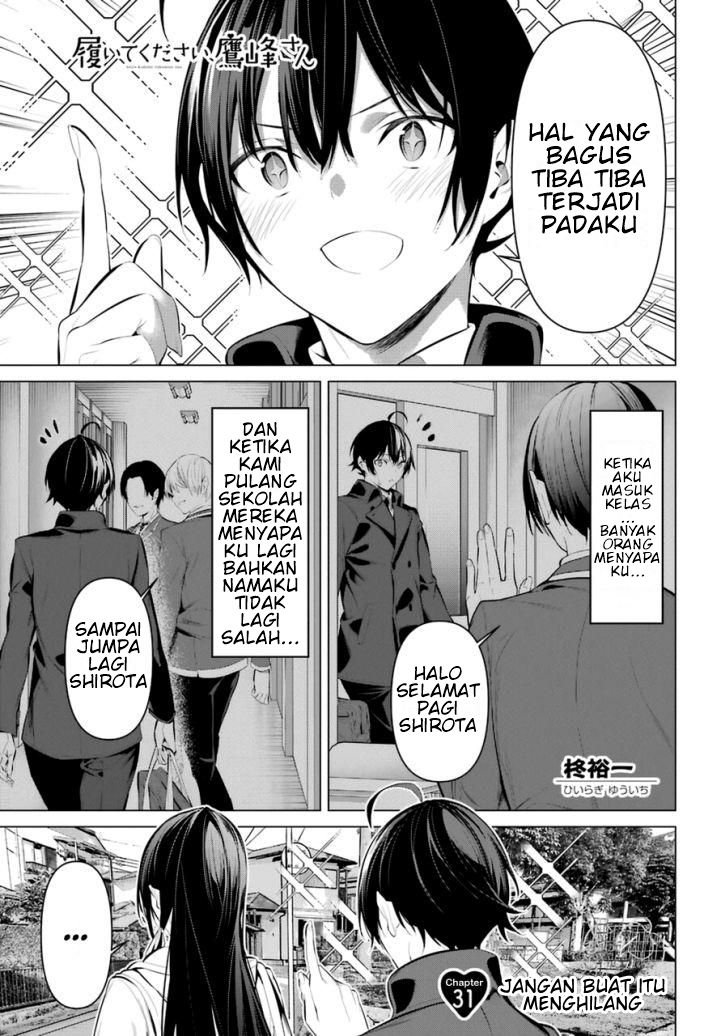 履いてください、鷹峰さん
HAL YANG
BAGUS
TIBA TIBA
TERJADI
PADAKU
KETIKA
AKU
MASUK
KELAS
...
BANYAK
ORANG
MENYAPA
KU...
HALO
SELAMAT
PAGI
SHIROTA
DAN
KETIKA
KAMI
PULANG
SEKOLAH
MEREKA
MENYAPA
KU LAGI
BAHKAN
NAMAKU
TIDAK
LAGI
SALAH...
SAMPAI
JUMPA
LAGI
SHIROTA
柊裕一
ひいらぎ ゆういち
...
Chapter
31
JANGAN BUAT ITU
MENGHILANG